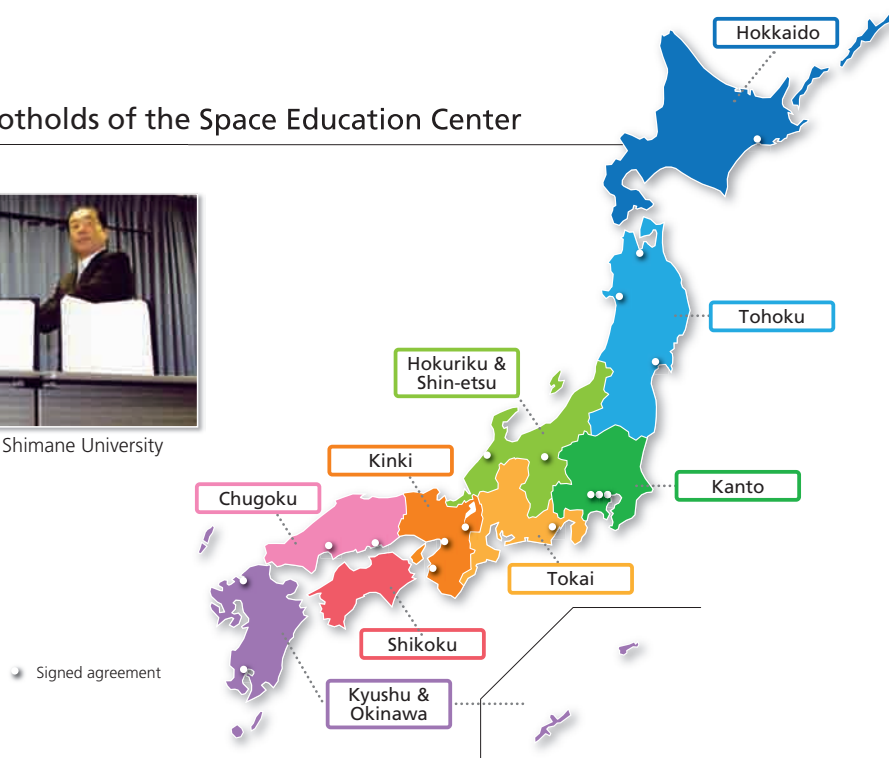 otholds of the Space Education Center
Shimane University
Hokkaido
Tohoku
Hokuriku &
Shin-etsu
Kinki
Kanto
Chugoku
Tokai
Shikoku
Signed agreement
Kyushu &
Okinawa